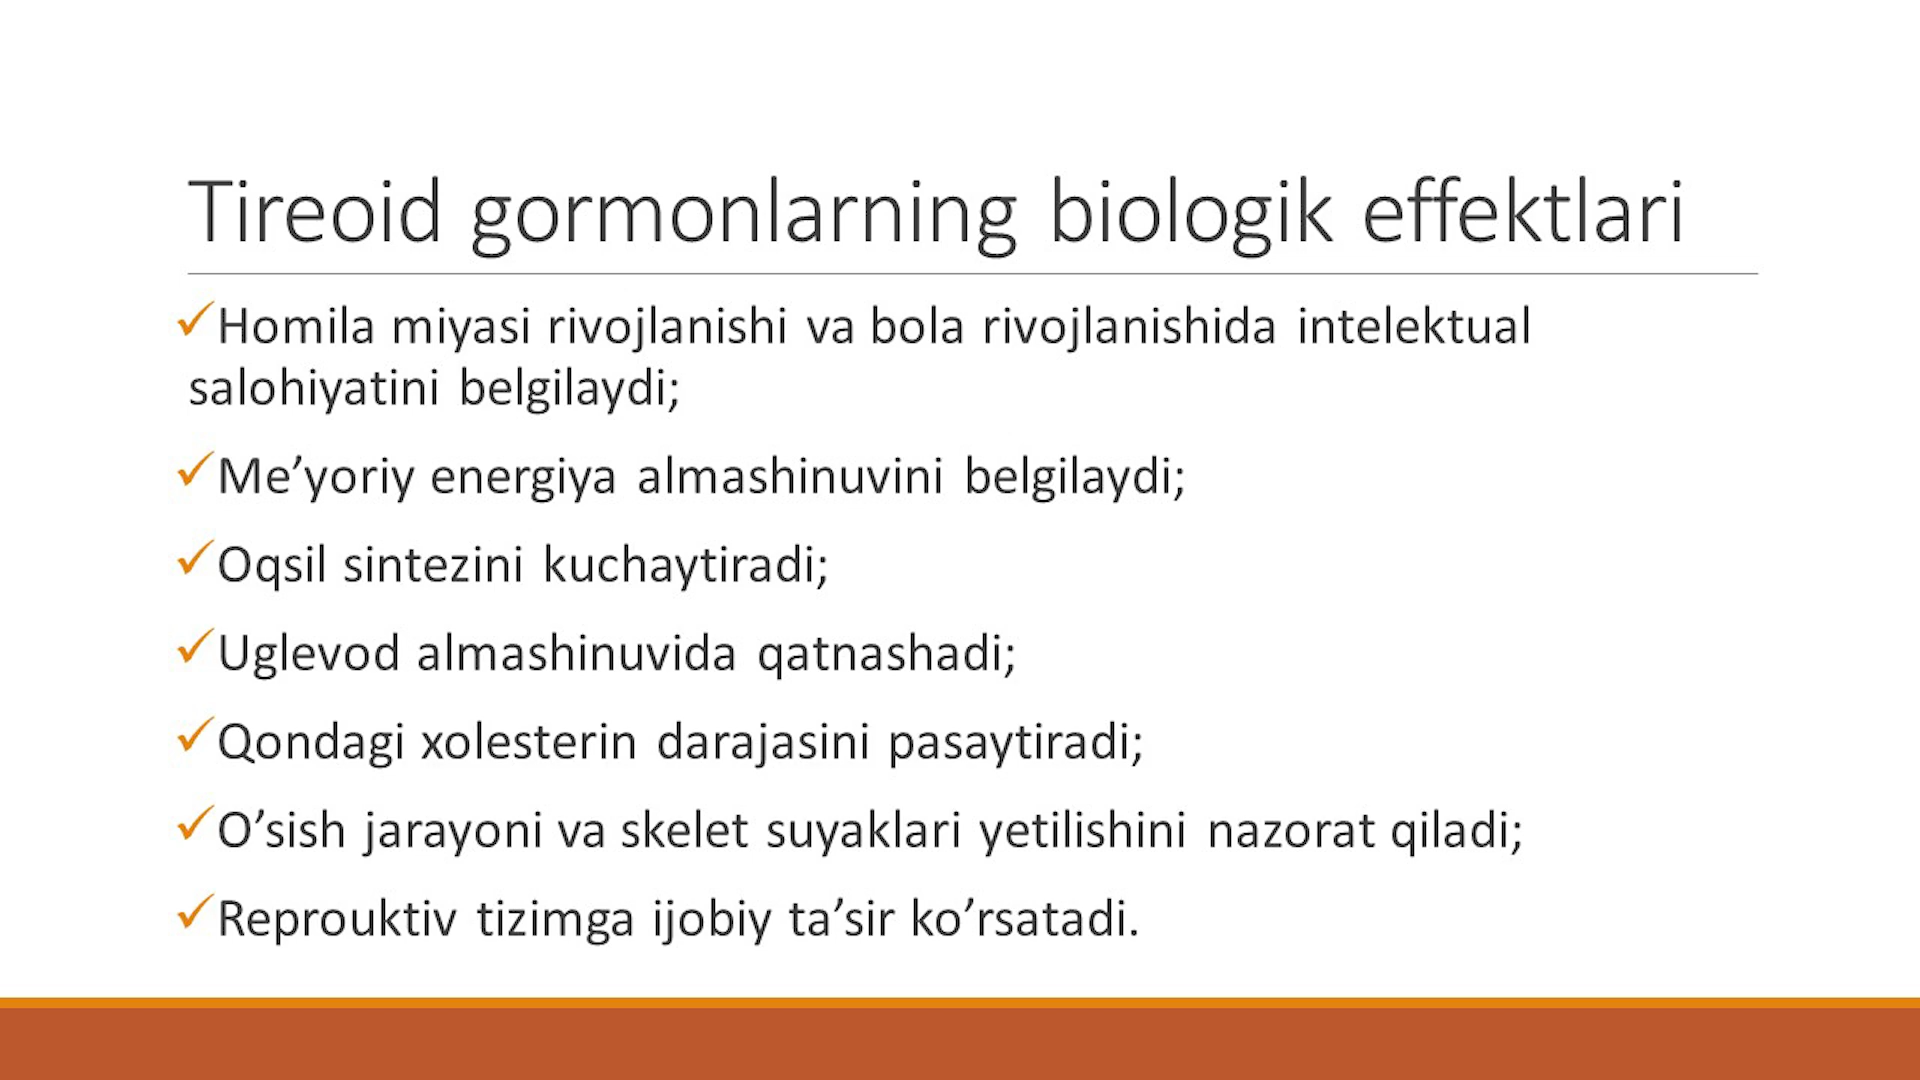 Tireoid gormonlarning biologik effektlari
✓Homila miyasi rivojlanishi va bola rivojlanishida intelektual
salohiyatini belgilaydi;
✓Me’yoriy energiya almashinuvini belgilaydi;
✓Oqsil sintezini kuchaytiradi;
✓Uglevod almashinuvida qatnashadi;
✓Qondagi xolesterin darajasini pasaytiradi;
✓O’sish jarayoni va skelet suyaklari yetilishini nazorat qiladi;
✓Reprouktiv tizimga ijobiy ta’sir ko’rsatadi.